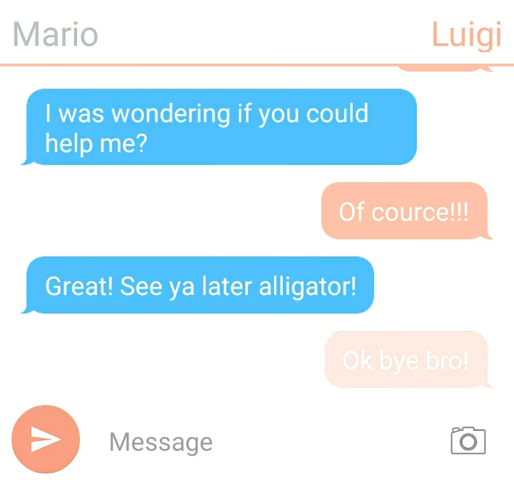 Mario
Luigi
I was wondering if you could
help me?
Of cource!!!
Great! See ya later alligator!
Ok bye bro!
Message